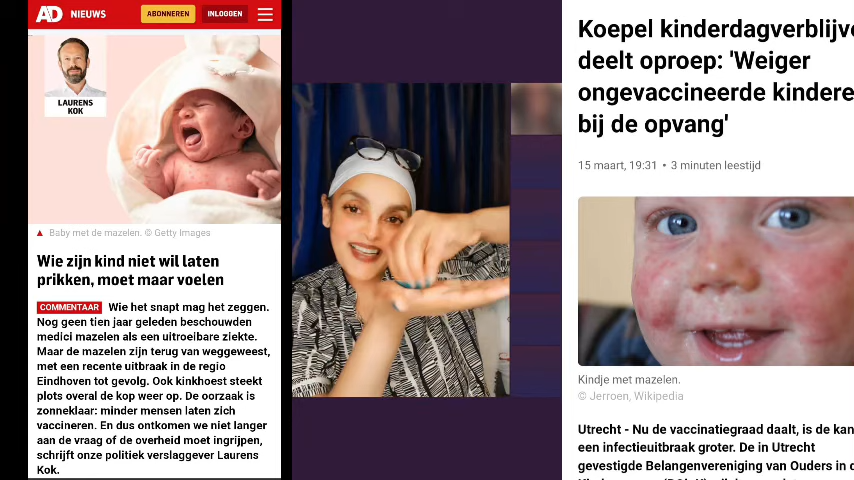 AD NIEUWS
ABONNEREN
INLOGGEN
LAURENS
KOK
Baby met de mazelen. © Getty Images
Wie zijn kind niet wil laten
prikken, moet maar voelen
COMMENTAAR Wie het snapt mag het zeggen.
Nog geen tien jaar geleden beschouwden
medici mazelen als een uitroeibare ziekte.
Maar de mazelen zijn terug van weggeweest,
met een recente uitbraak in de regio
Eindhoven tot gevolg. Ook kinkhoest steekt
plots overal de kop weer op. De oorzaak is
zonneklaar: minder mensen laten zich
vaccineren. En dus ontkomen we niet langer
aan de vraag of de overheid moet ingrijpen,
schrijft onze politiek verslaggever Laurens
Kok.
Koepel kinderdagverblijv
deelt oproep: 'Weiger
ongevaccineerde kindere
bij de opvang'
15 maart, 19:31 • 3 minuten leestijd
Kindje met mazelen.
© Jerroen, Wikipedia
Utrecht - Nu de vaccinatiegraad daalt, is de kan
een infectieuitbraak groter. De in Utrecht
gevestigde Belangenvereniging van Ouders in